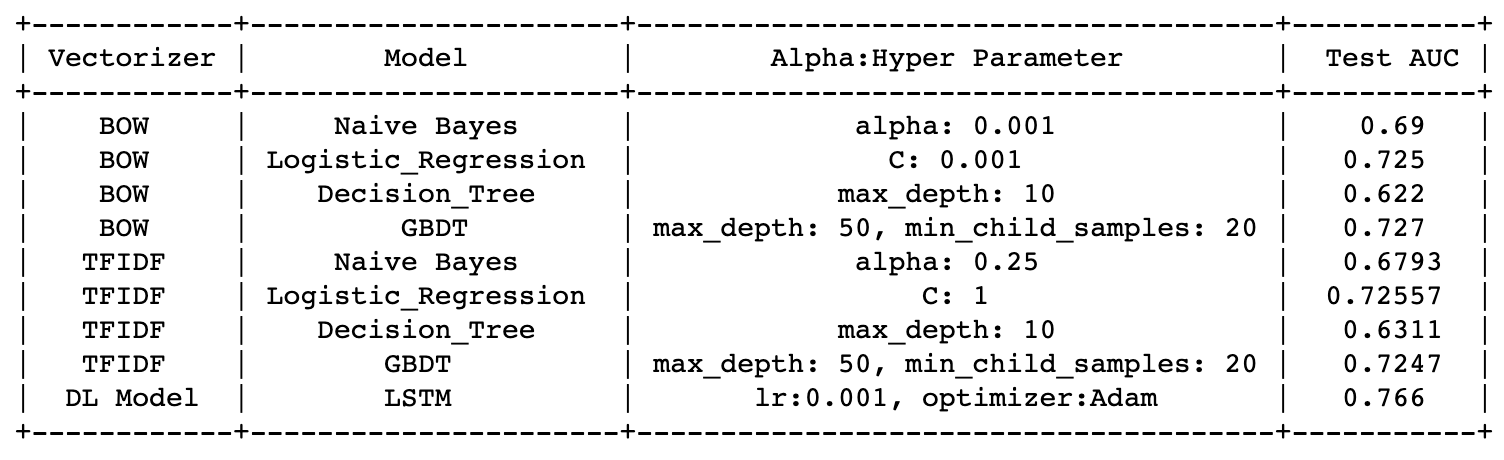 +------------+----------------------+--------------------------------------+-----------+
| Vectorizer |        Model         |        Alpha:Hyper Parameter         |  Test AUC |
+------------+----------------------+--------------------------------------+-----------+
|    BOW     |     Naive Bayes      |             alpha: 0.001             |    0.69   |
|    BOW     | Logistic_Regression  |               C: 0.001               |   0.725   |
|    BOW     |    Decision_Tree     |            max_depth: 10             |   0.622   |
|    BOW     |         GBDT         | max_depth: 50, min_child_samples: 20 |   0.727   |
|   TFIDF    |     Naive Bayes      |             alpha: 0.25              |   0.6793  |
|   TFIDF    | Logistic_Regression  |                 C: 1                 |  0.72557  |
|   TFIDF    |    Decision_Tree     |            max_depth: 10             |   0.6311  |
|   TFIDF    |         GBDT         | max_depth: 50, min_child_samples: 20 |   0.7247  |
|  DL Model  |        LSTM          |       lr:0.001, optimizer:Adam       |   0.766   |
+------------+----------------------+--------------------------------------+-----------+